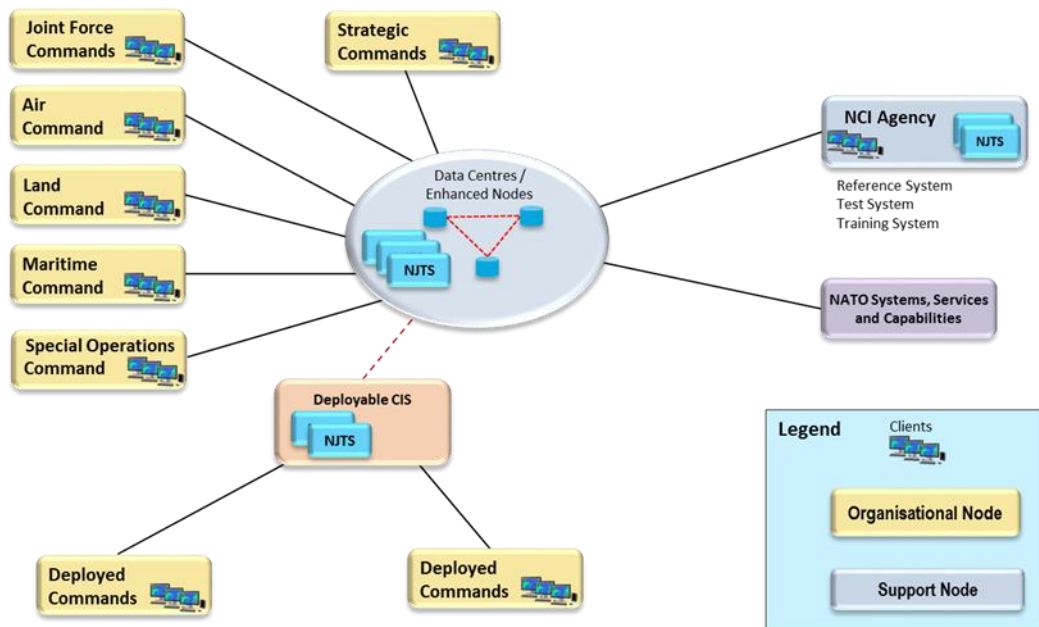 Joint Force
Commands
Strategic
Commands
Air
Command
NCI Agency
NJTS
Reference System
Test System
Training System
Land
Command
Data Centres /
Enhanced Nodes
NJTS
Maritime
Command
NATO Systems, Services
and Capabilities
Special Operations
Command
Deployable CIS
NJTS
Deployed
Commands
Deployed
Commands
Legend
Clients
Organisational Node
Support Node